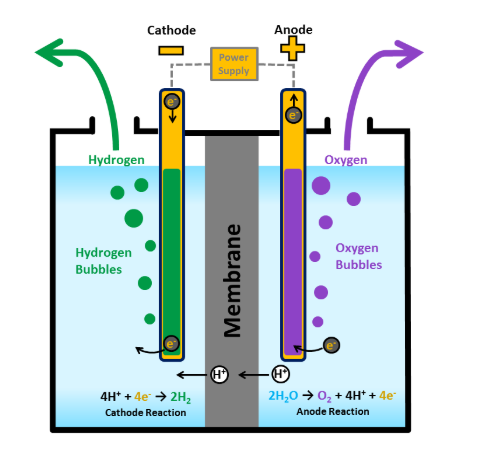 Cathode
Anode
Power
Supply
e⁻
e⁻
Hydrogen
Oxygen
Hydrogen
Bubbles
Membrane
Oxygen
Bubbles
e⁻
e⁻
H⁺
H⁺
4H⁺ + 4e⁻ → 2H₂
Cathode Reaction
2H₂O → O₂ + 4H⁺ + 4e⁻
Anode Reaction